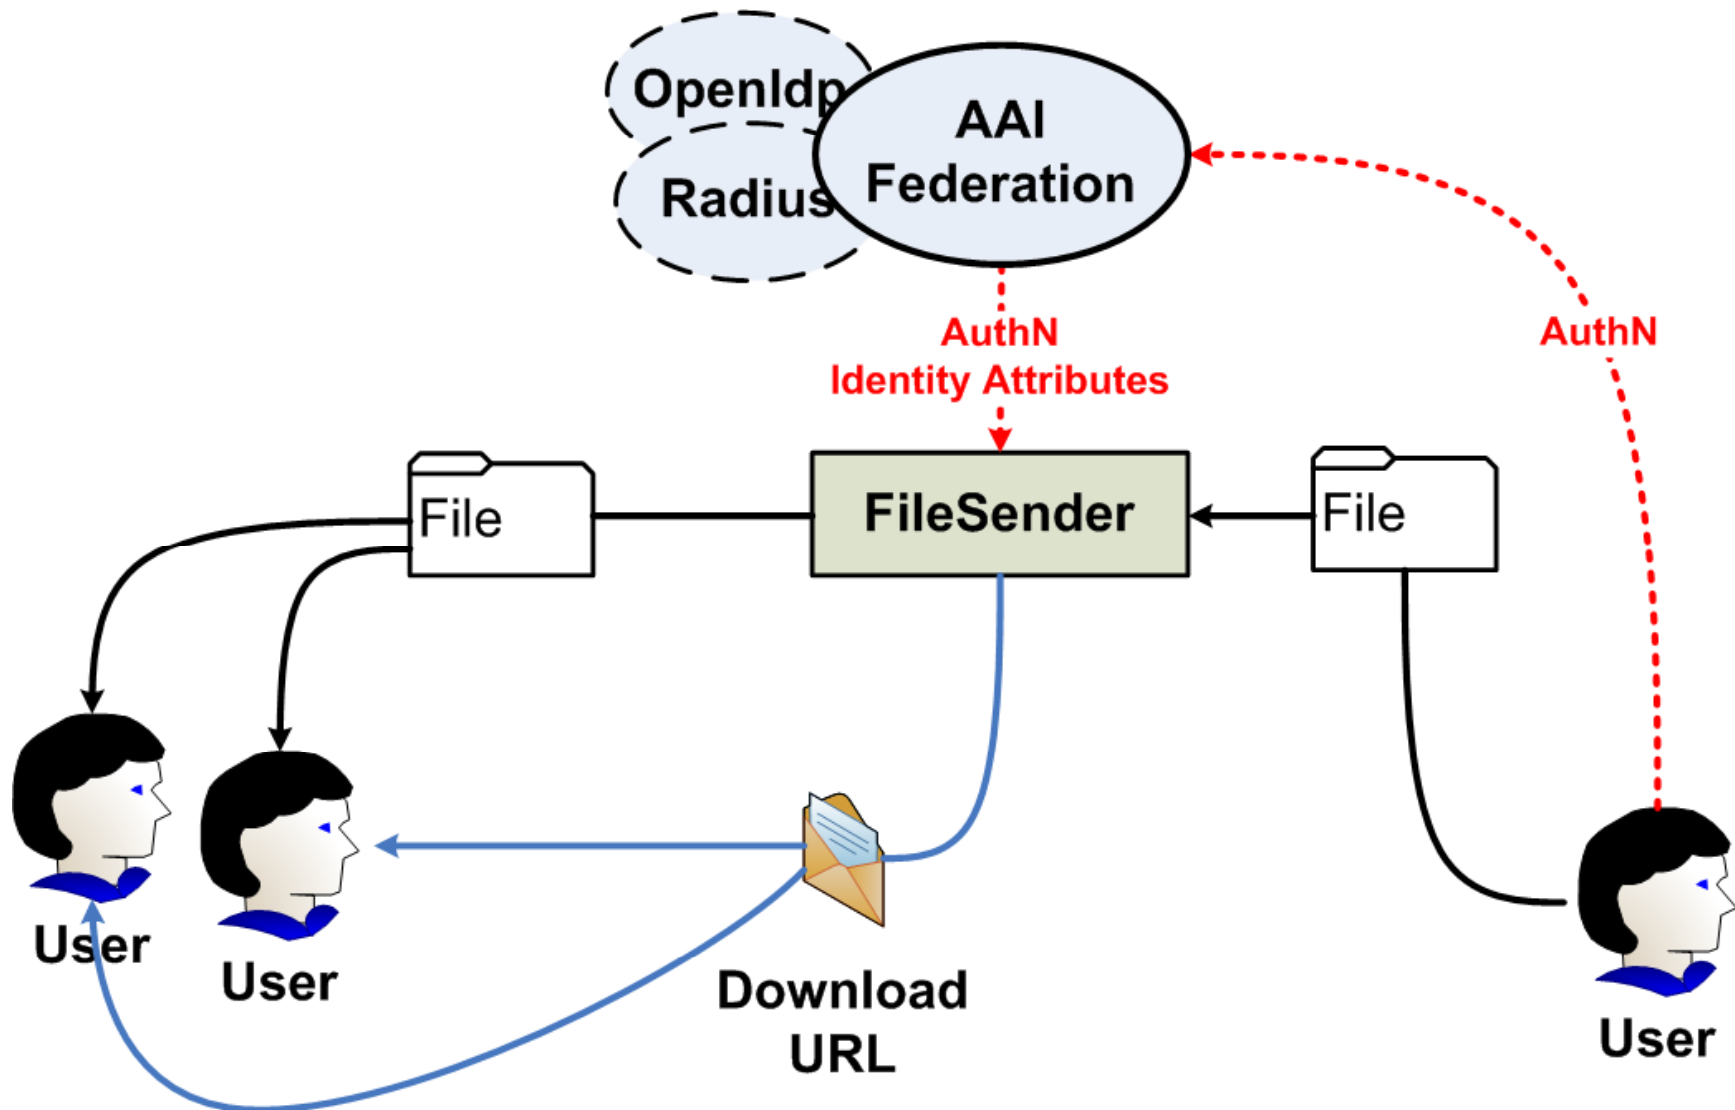 OpenIdp
Radius
AAI
Federation
AuthN
Identity Attributes
AuthN
File
FileSender
File
User
User
Download
URL
User